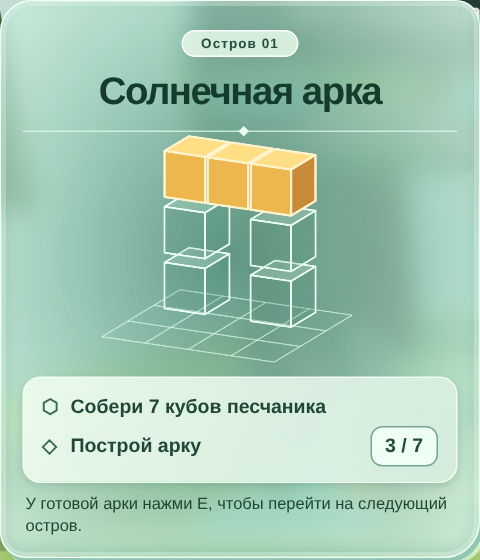 Остров 01
Солнечная арка
Собери 7 кубов песчаника
Построй арку
3 / 7
У готовой арки нажми E, чтобы перейти на следующий
остров.